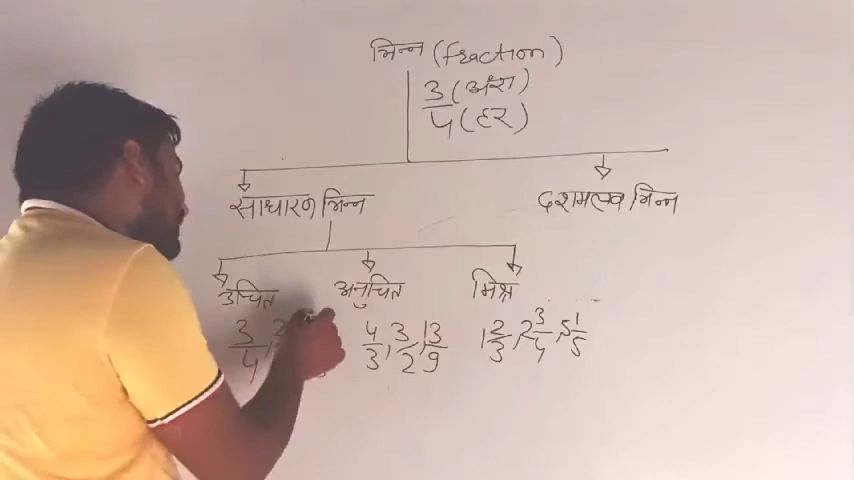 भिन्न (fraction)
3/4 (अंश) (हर)
साधारण भिन्न दशमलव भिन्न
उचित अनुचित मिश्र
3/4, 2 4/3, 3/2, 13/9 1 2/3, 2 3/4, 5 1/5